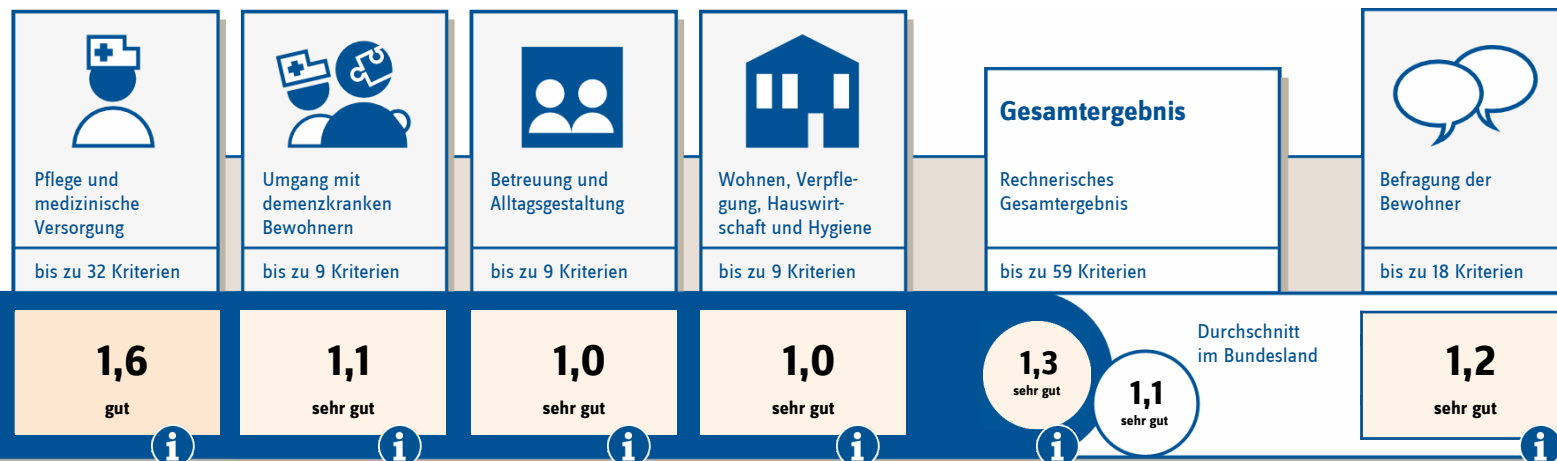 Pflege und
medizinische
Versorgung
bis zu 32 Kriterien
1,6
gut
i
Umgang mit
demenzkranken
Bewohnern
bis zu 9 Kriterien
1,1
sehr gut
i
Betreuung und
Alltagsgestaltung
bis zu 9 Kriterien
1,0
sehr gut
i
Wohnen, Verpfle-
gung, Hauswirt-
schaft und Hygiene
bis zu 9 Kriterien
1,0
sehr gut
i
Gesamtergebnis
Rechnerisches
Gesamtergebnis
bis zu 59 Kriterien
1,3
sehr gut
i
Durchschnitt
im Bundesland
1,1
sehr gut
Befragung der
Bewohner
bis zu 18 Kriterien
1,2
sehr gut
i